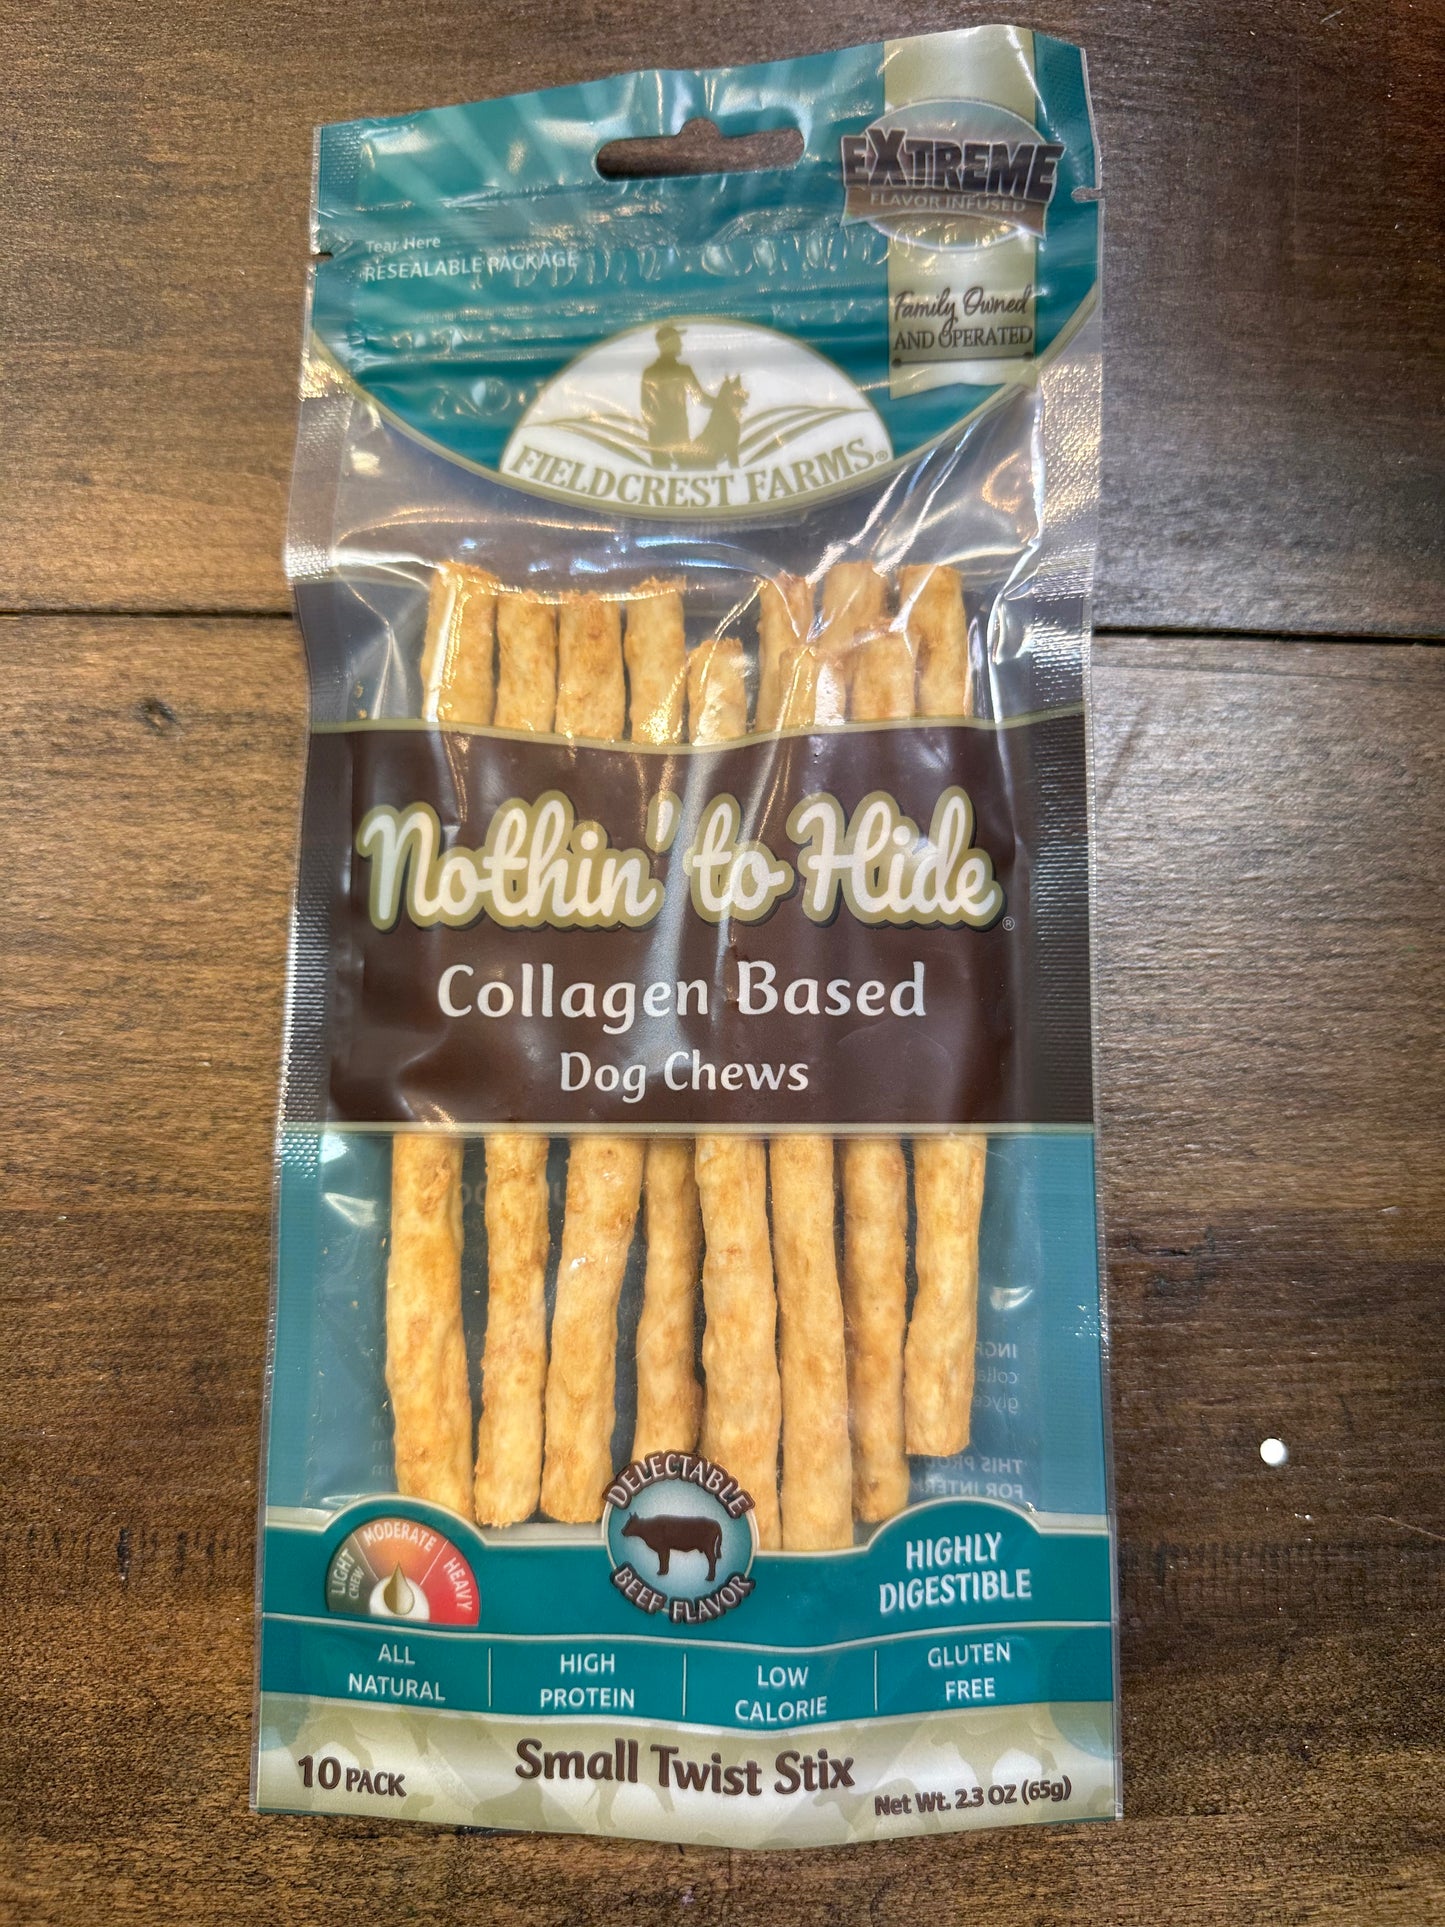 EXTREME
FLAVOR INFUSED
Tear Here
RESEALABLE PACKAGE
Family Owned
AND OPERATED
FIELDCREST FARMS®
Nothin' to Hide®
Collagen Based
Dog Chews
THIS
FOR
DELECTABLE
BEEF FLAVOR
LIGHT
CHEW
MODERATE
HEAVY
HIGHLY
DIGESTIBLE
ALL
NATURAL
HIGH
PROTEIN
LOW
CALORIE
GLUTEN
FREE
10 PACK
Small Twist Stix
Net Wt. 2.3 OZ (65g)